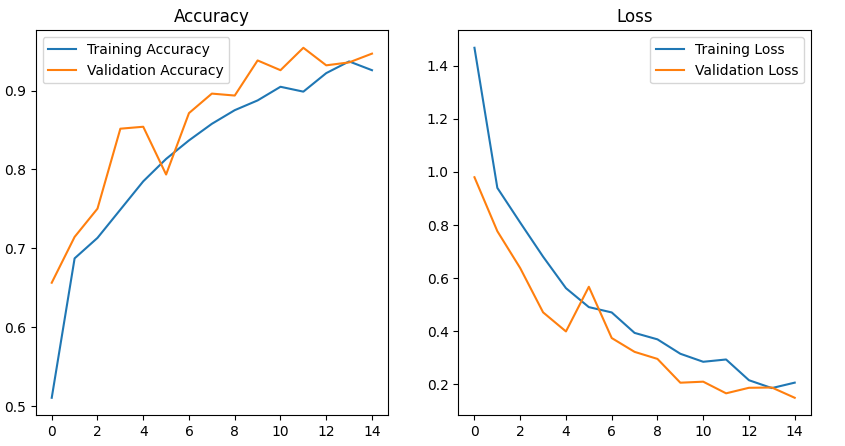 Accuracy
Training Accuracy
Validation Accuracy
0.9
0.8
0.7
0.6
0.5
0 2 4 6 8 10 12 14
Loss
Training Loss
Validation Loss
1.4
1.2
1.0
0.8
0.6
0.4
0.2
0 2 4 6 8 10 12 14